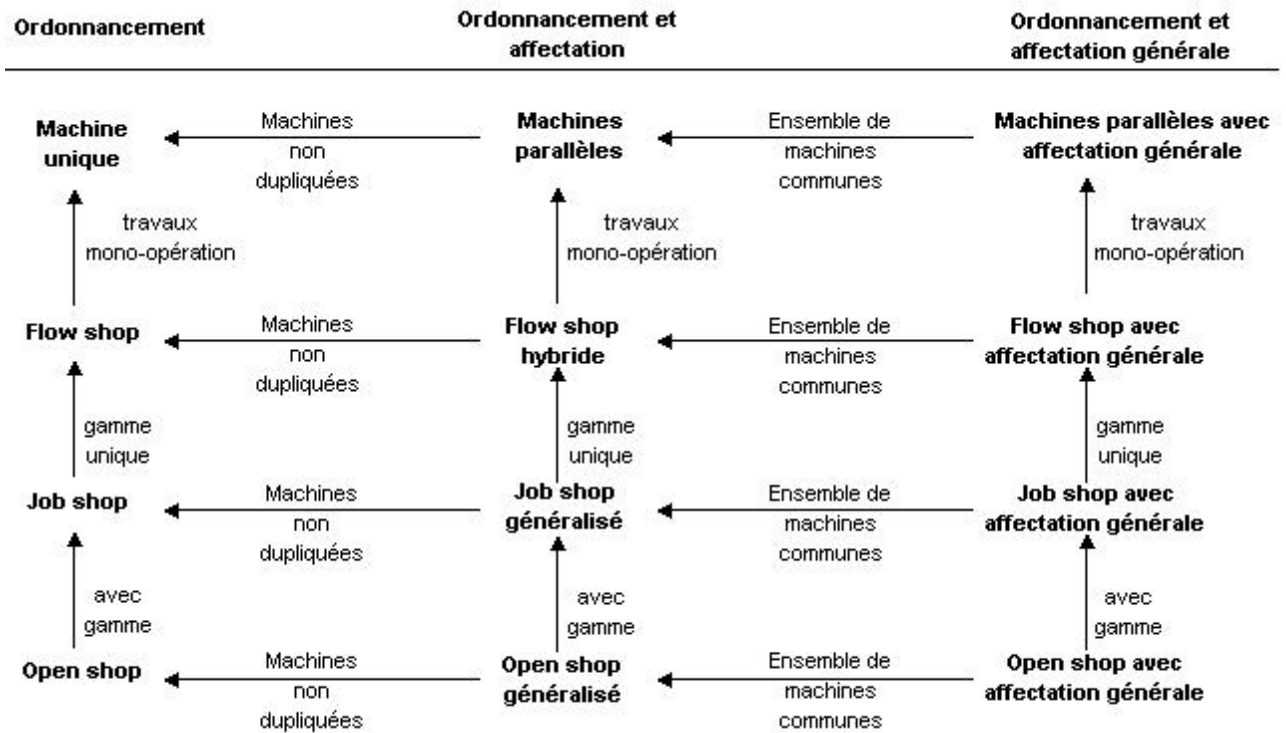 Ordonnancement
Ordonnancement et
affectation
Ordonnancement et
affectation générale
Machine
unique
Machines
non
dupliquées
Machines
parallèles
Ensemble de
machines
communes
Machines parallèles avec
affectation générale
travaux
mono-opération
travaux
mono-opération
travaux
mono-opération
Flow shop
Machines
non
dupliquées
Flow shop
hybride
Ensemble de
machines
communes
Flow shop avec
affectation générale
gamme
unique
gamme
unique
gamme
unique
Job shop
Machines
non
dupliquées
Job shop
généralisé
Ensemble de
machines
communes
Job shop avec
affectation générale
avec
gamme
avec
gamme
avec
gamme
Open shop
Machines
non
dupliquées
Open shop
généralisé
Ensemble de
machines
communes
Open shop avec
affectation générale